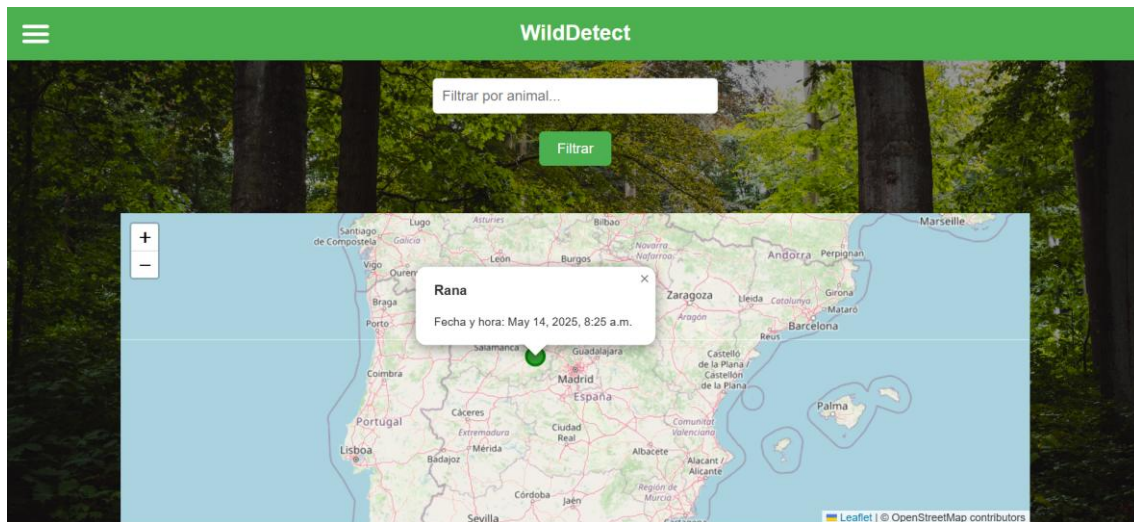 WildDetect
Filtrar por animal...
Filtrar
+
−
Santiago
de Compostela
Lugo
Galicia
Asturies
Bilbao
Marseille
Vigo
León
Burgos
Navarra
Nafarroa
Andorra
Perpignan
Rana
×
Fecha y hora: May 14, 2025, 8:25 a.m.
Braga
Porto
Zaragoza
Aragón
Lleida
Catalunya
Girona
Mataró
Barcelona
Reus
Salamanca
Guadalajara
Coimbra
Madrid
España
Castelló
de la Plana /
Castellón
de la Plana
Palma
Portugal
Cáceres
Extremadura
Ciudad
Real
Comunitat
Valenciana
Lisboa
Badajoz
Mérida
Albacete
Alacant /
Alicante
Córdoba
Jaén
Región de
Murcia
Sevilla
Leaflet | © OpenStreetMap contributors